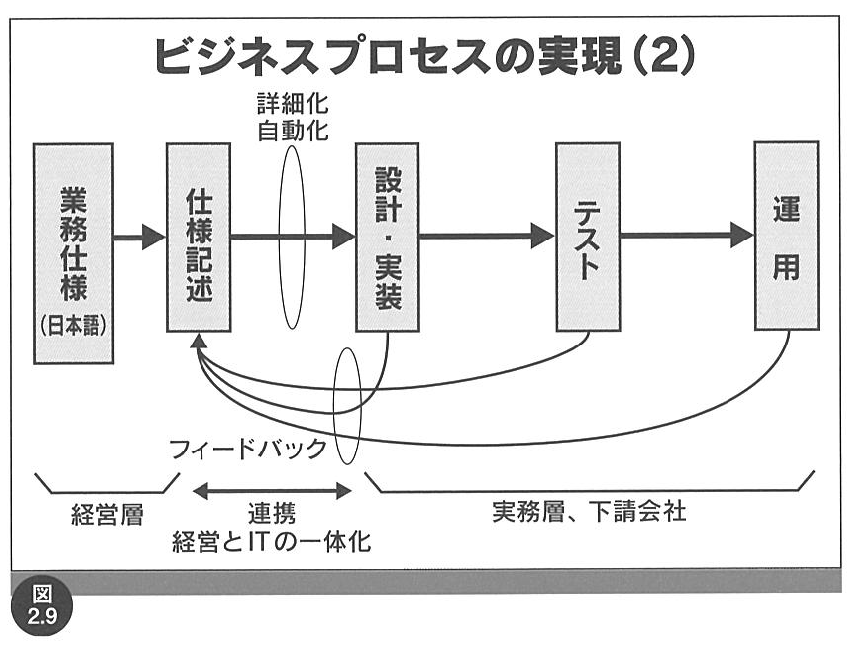 ビジネスプロセスの実現(2)
詳細化
自動化
業務仕様
(日本語)
仕様記述
設計・実装
テスト
運用
フィードバック
経営層
連携
経営とITの一体化
実務層、下請会社
図
2.9